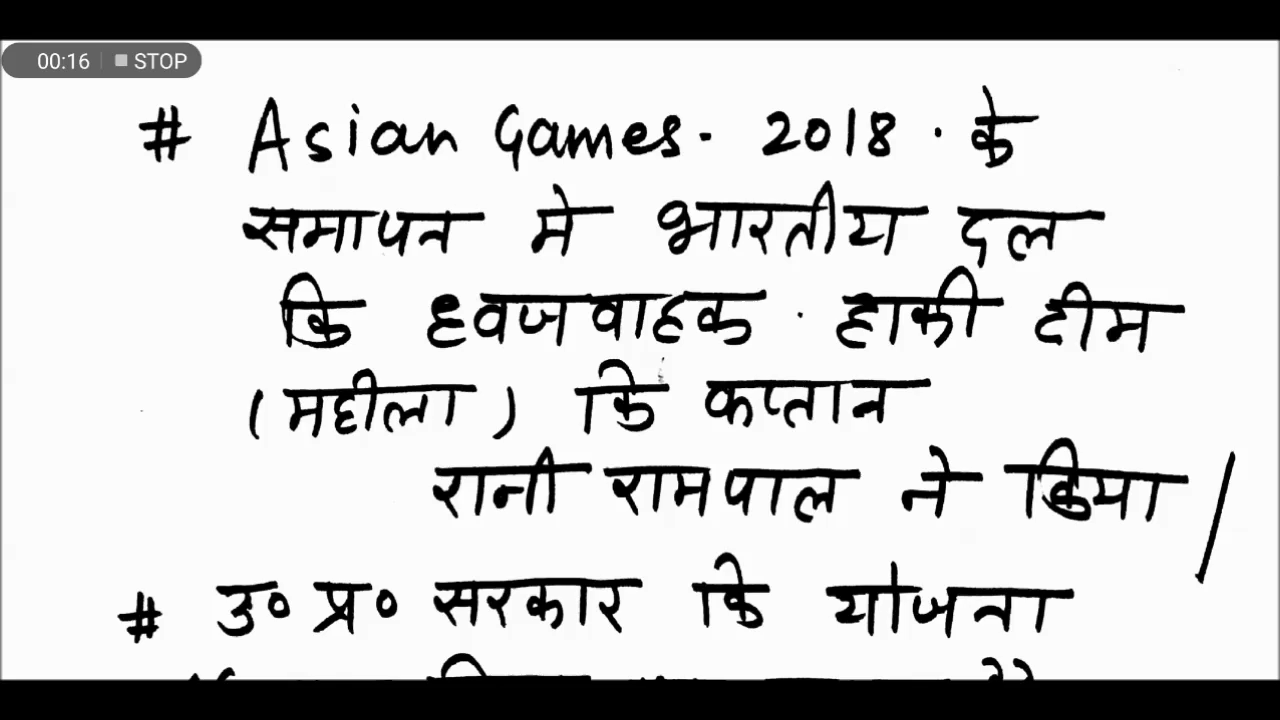 00:16 STOP
# Asian Games. 2018. के
समापन मे भारतीय दल
कि ध्वजवाहक. हाकी टीम
(महीला) कि कप्तान
रानी रामपाल ने किया /
# उ० प्र० सरकार कि योजना